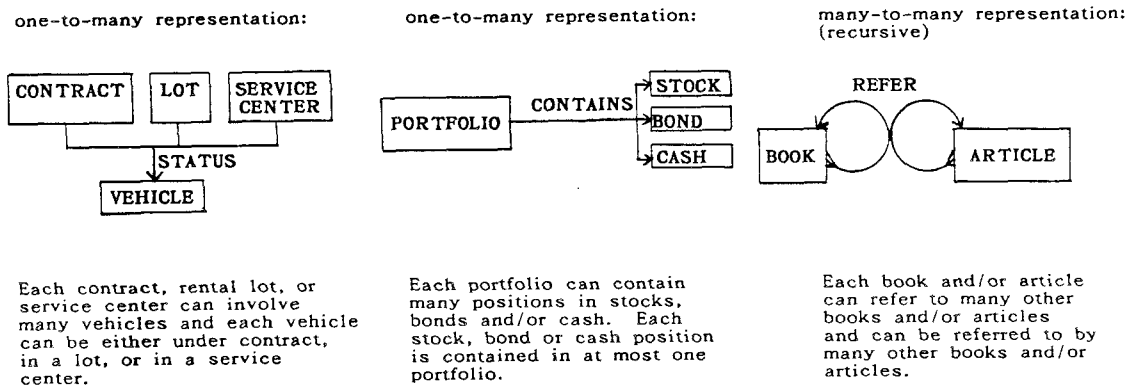 one-to-many representation:
CONTRACT
LOT
SERVICE
CENTER
STATUS
VEHICLE
Each contract, rental lot, or
service center can involve
many vehicles and each vehicle
can be either under contract,
in a lot, or in a service
center.
one-to-many representation:
PORTFOLIO
CONTAINS
STOCK
BOND
CASH
Each portfolio can contain
many positions in stocks,
bonds and/or cash. Each
stock, bond or cash position
is contained in at most one
portfolio.
many-to-many representation:
(recursive)
REFER
BOOK
ARTICLE
Each book and/or article
can refer to many other
books and/or articles
and can be referred to by
many other books and/or
articles.